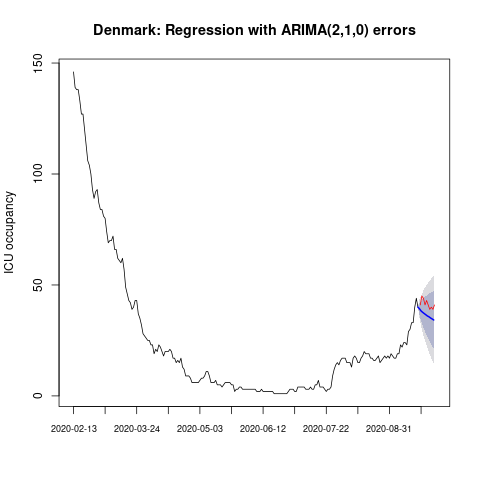 Denmark: Regression with ARIMA(2,1,0) errors
ICU occupancy
150
100
50
0
2020-02-13 2020-03-24 2020-05-03 2020-06-12 2020-07-22 2020-08-31